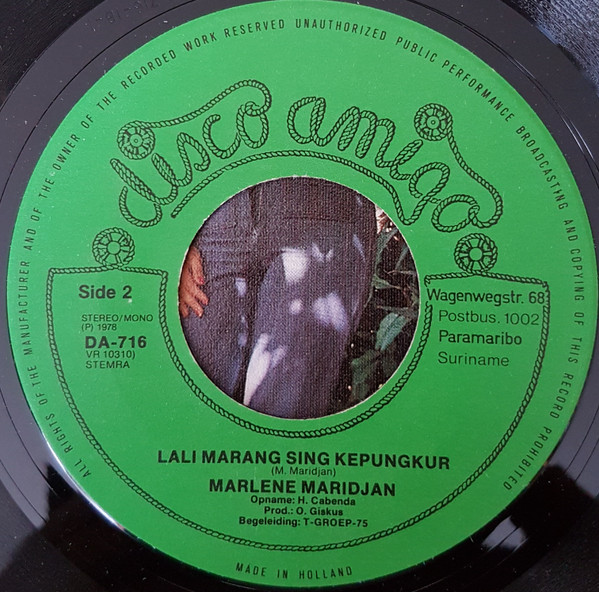 ALL RIGHTS OF THE MANUFACTURER AND OF THE OWNER OF THE RECORDED WORK RESERVED UNAUTHORIZED PUBLIC PERFORMANCE BROADCASTING AND COPYING OF THIS RECORD PROHIBITED
disco amigo
Side 2
STEREO/MONO
(P) 1978
DA-716
VR 10310)
STEMRA
Wagenwegstr. 68
Postbus. 1002
Paramaribo
Suriname
LALI MARANG SING KEPUNGKUR
(M. Maridjan)
MARLENE MARIDJAN
Opname: H. Cabenda
Prod.: O. Giskus
Begeleiding: T-GROEP-75
MADE IN HOLLAND